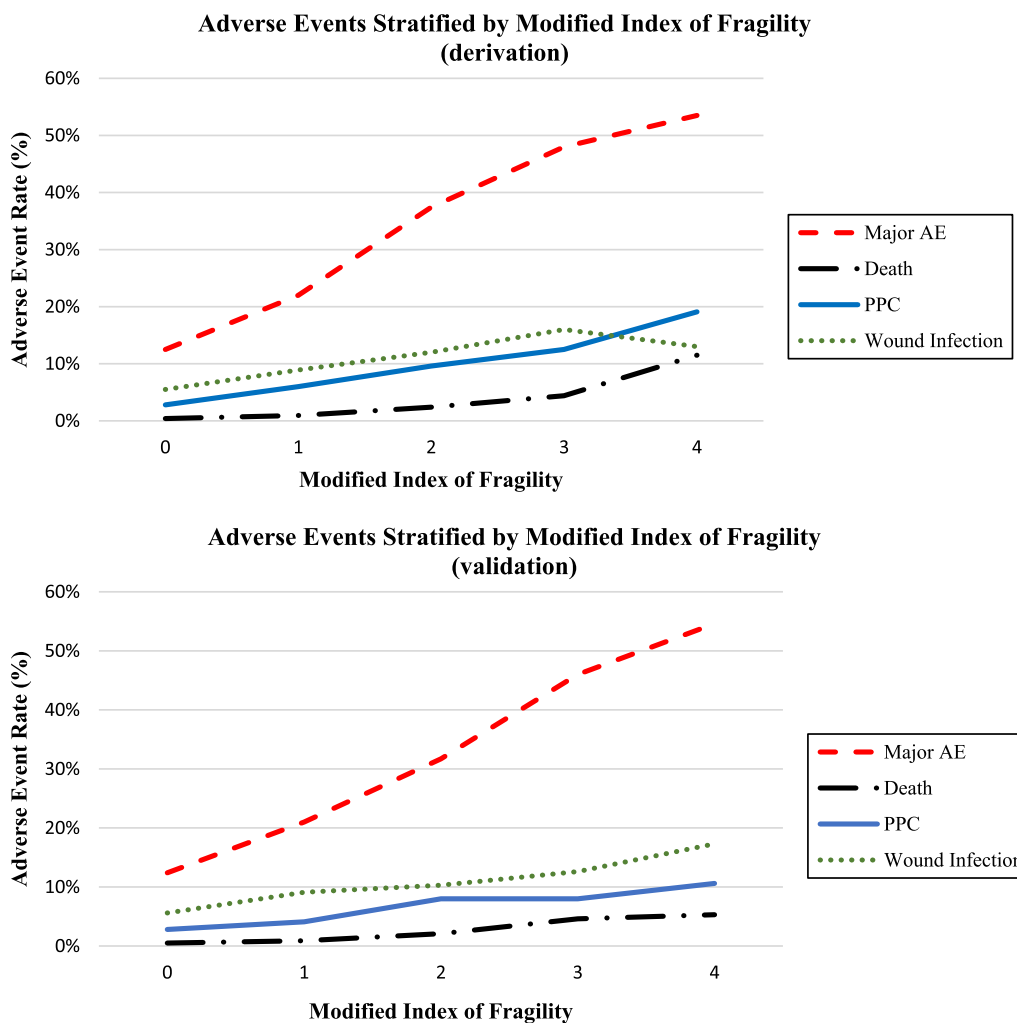 Adverse Events Stratified by Modified Index of Fragility
(derivation)
60%
50%
40%
30%
20%
10%
0%
Adverse Event Rate (%)
0 1 2 3 4
Modified Index of Fragility
Major AE
Death
PPC
Wound Infection
Adverse Events Stratified by Modified Index of Fragility
(validation)
60%
50%
40%
30%
20%
10%
0%
Adverse Event Rate (%)
0 1 2 3 4
Modified Index of Fragility
Major AE
Death
PPC
Wound Infection